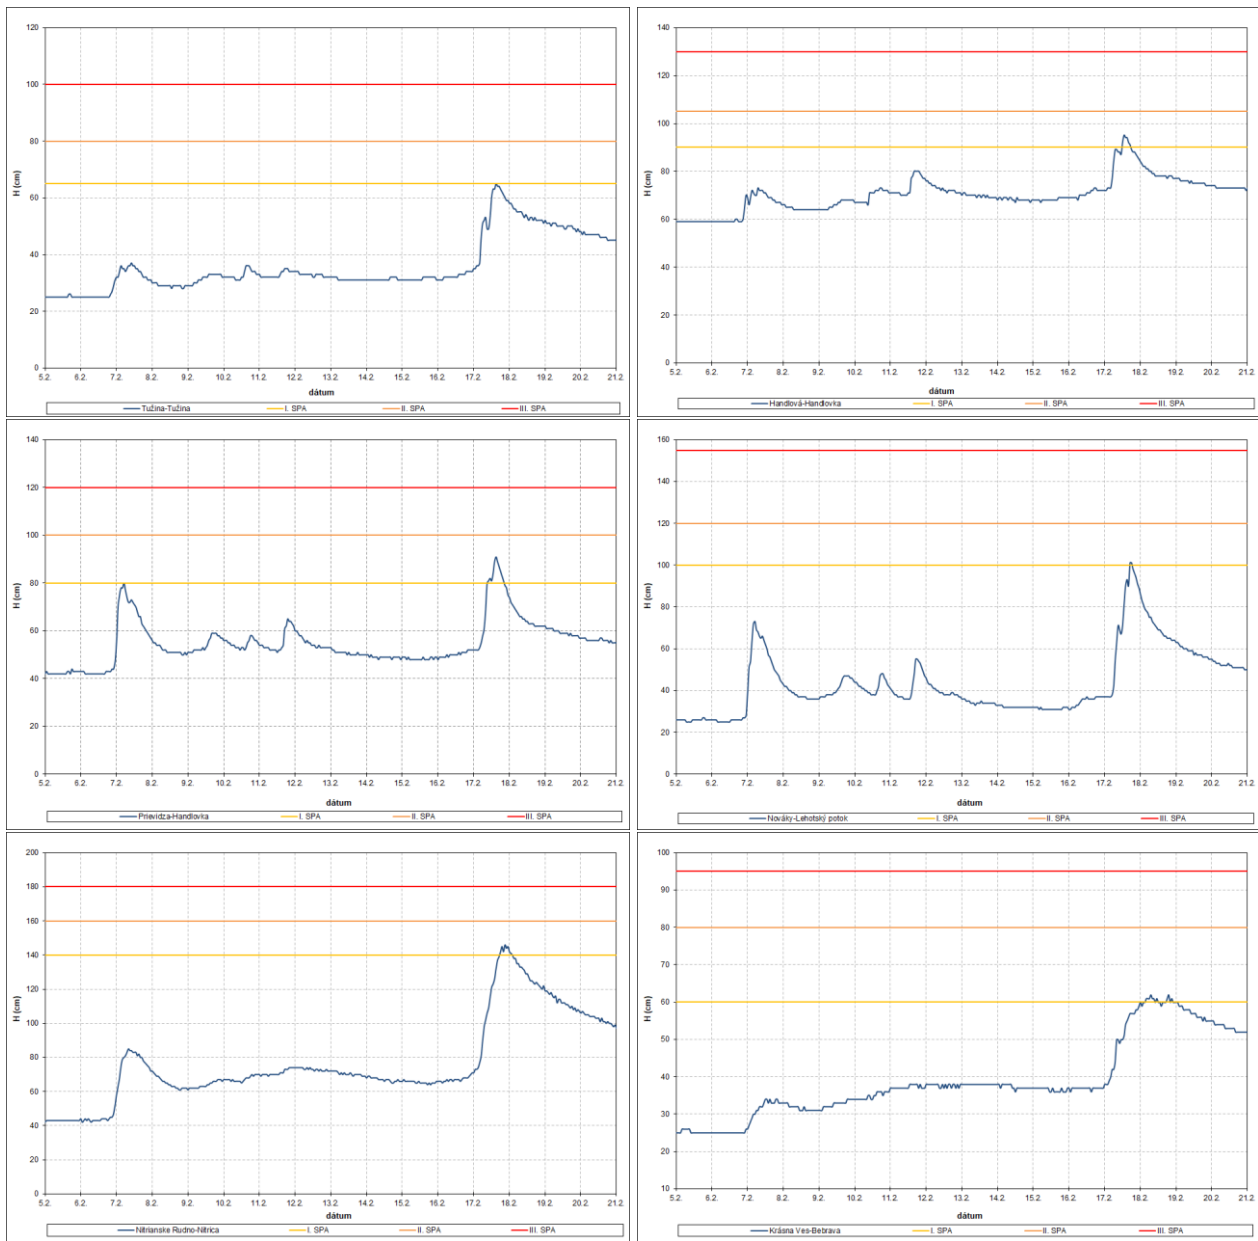 120
100
80
60
40
20
0
H (cm)
5.2. 6.2. 7.2. 8.2. 9.2. 10.2. 11.2. 12.2. 13.2. 14.2. 15.2. 16.2. 17.2. 18.2. 19.2. 20.2. 21.2.
dátum
Tužina-Tužina I. SPA II. SPA III. SPA
140
120
100
80
60
40
20
0
H (cm)
5.2. 6.2. 7.2. 8.2. 9.2. 10.2. 11.2. 12.2. 13.2. 14.2. 15.2. 16.2. 17.2. 18.2. 19.2. 20.2. 21.2.
dátum
Handlová-Handlovka I. SPA II. SPA III. SPA
140
120
100
80
60
40
20
0
H (cm)
5.2. 6.2. 7.2. 8.2. 9.2. 10.2. 11.2. 12.2. 13.2. 14.2. 15.2. 16.2. 17.2. 18.2. 19.2. 20.2. 21.2.
dátum
Prievidza-Handlovka I. SPA II. SPA III. SPA
160
140
120
100
80
60
40
20
0
H (cm)
5.2. 6.2. 7.2. 8.2. 9.2. 10.2. 11.2. 12.2. 13.2. 14.2. 15.2. 16.2. 17.2. 18.2. 19.2. 20.2. 21.2.
dátum
Nováky-Lehotský potok I. SPA II. SPA III. SPA
200
180
160
140
120
100
80
60
40
20
0
H (cm)
5.2. 6.2. 7.2. 8.2. 9.2. 10.2. 11.2. 12.2. 13.2. 14.2. 15.2. 16.2. 17.2. 18.2. 19.2. 20.2. 21.2.
dátum
Nitrianske Rudno-Nitrica I. SPA II. SPA III. SPA
100
90
80
70
60
50
40
30
20
10
H (cm)
5.2. 6.2. 7.2. 8.2. 9.2. 10.2. 11.2. 12.2. 13.2. 14.2. 15.2. 16.2. 17.2. 18.2. 19.2. 20.2. 21.2.
dátum
Krásna Ves-Bebrava I. SPA II. SPA III. SPA